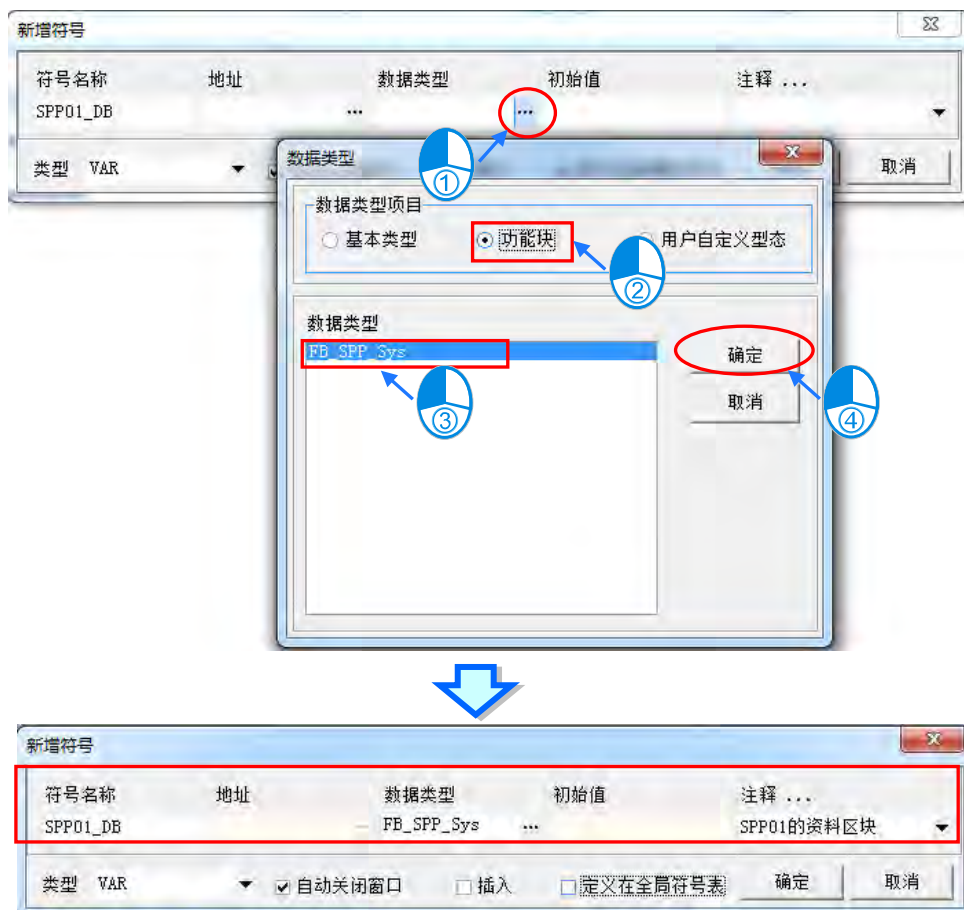 新增符号
符号名称 地址 数据类型 初始值 注释 ...
SPP01_DB ... ...
①
类型 VAR 取消
数据类型
数据类型项目
基本类型 功能块 用户自定义型态
②
数据类型
FB_SPP_Sys 确定
取消
③ ④
新增符号
符号名称 地址 数据类型 初始值 注释 ...
SPP01_DB FB_SPP_Sys ... SPP01的资料区块
类型 VAR 自动关闭窗口 插入 定义在全局符号表 确定 取消